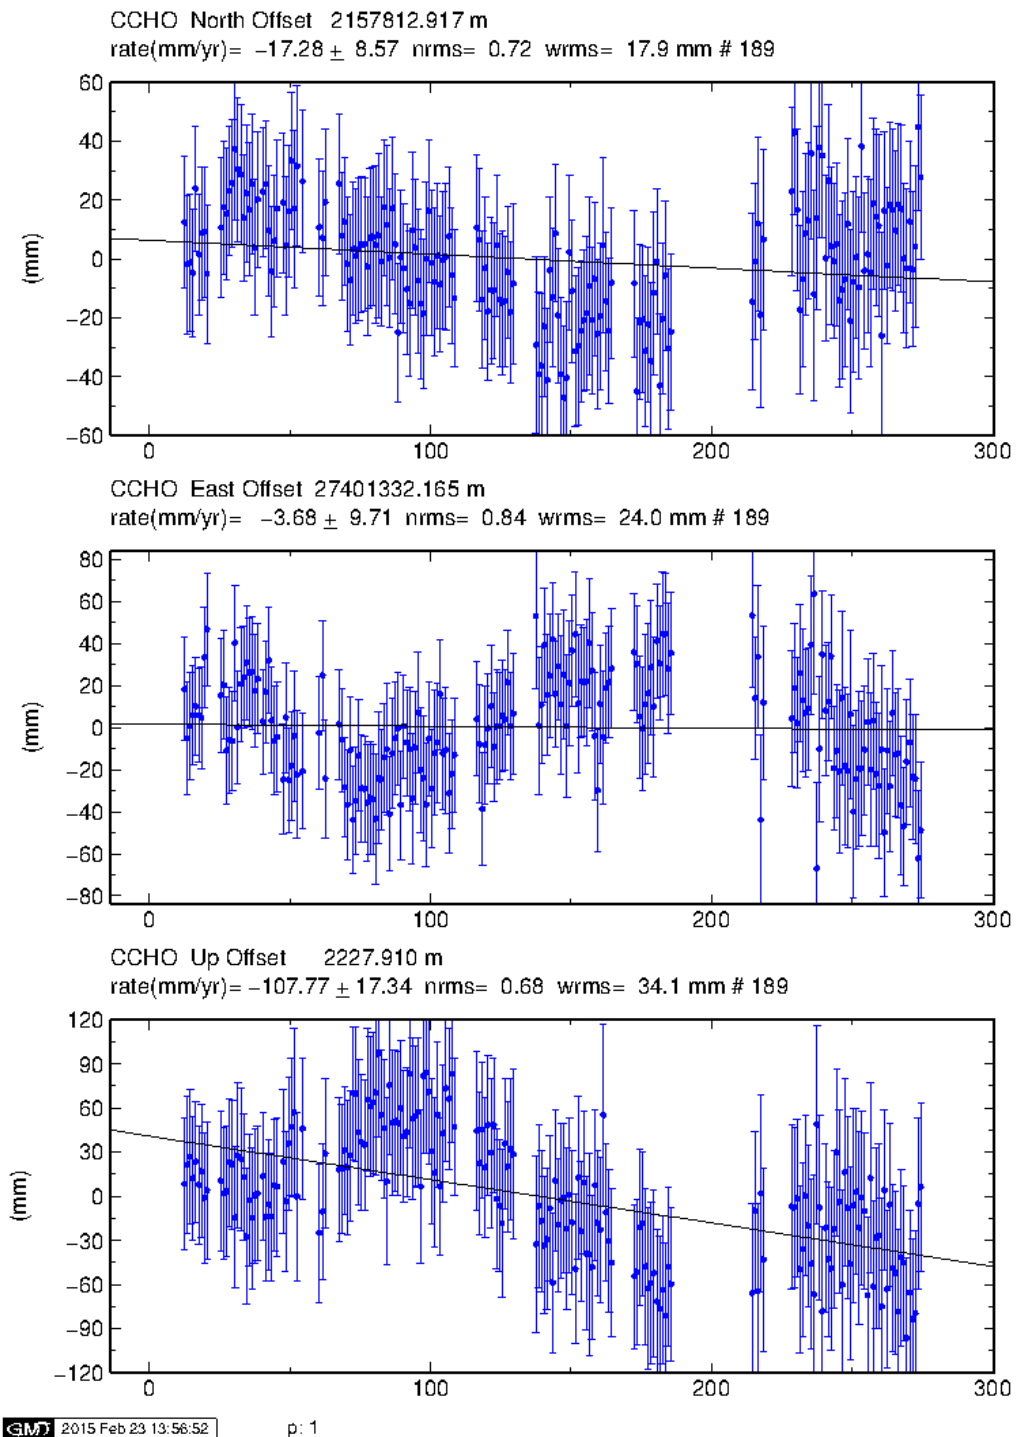 CCHO North Offset 2157812.917 m
rate(mm/yr)= −17.28 ± 8.57 nrms= 0.72 wrms= 17.9 mm # 189
60
40
20
0
−20
−40
−60
(mm)
0 100 200 300
CCHO East Offset 27401332.165 m
rate(mm/yr)= −3.68 ± 9.71 nrms= 0.84 wrms= 24.0 mm # 189
80
60
40
20
0
−20
−40
−60
−80
(mm)
0 100 200 300
CCHO Up Offset 2227.910 m
rate(mm/yr)= −107.77 ± 17.34 nrms= 0.68 wrms= 34.1 mm # 189
120
90
60
30
0
−30
−60
−90
−120
(mm)
0 100 200 300
GMT 2015 Feb 23 13:56:52 p: 1